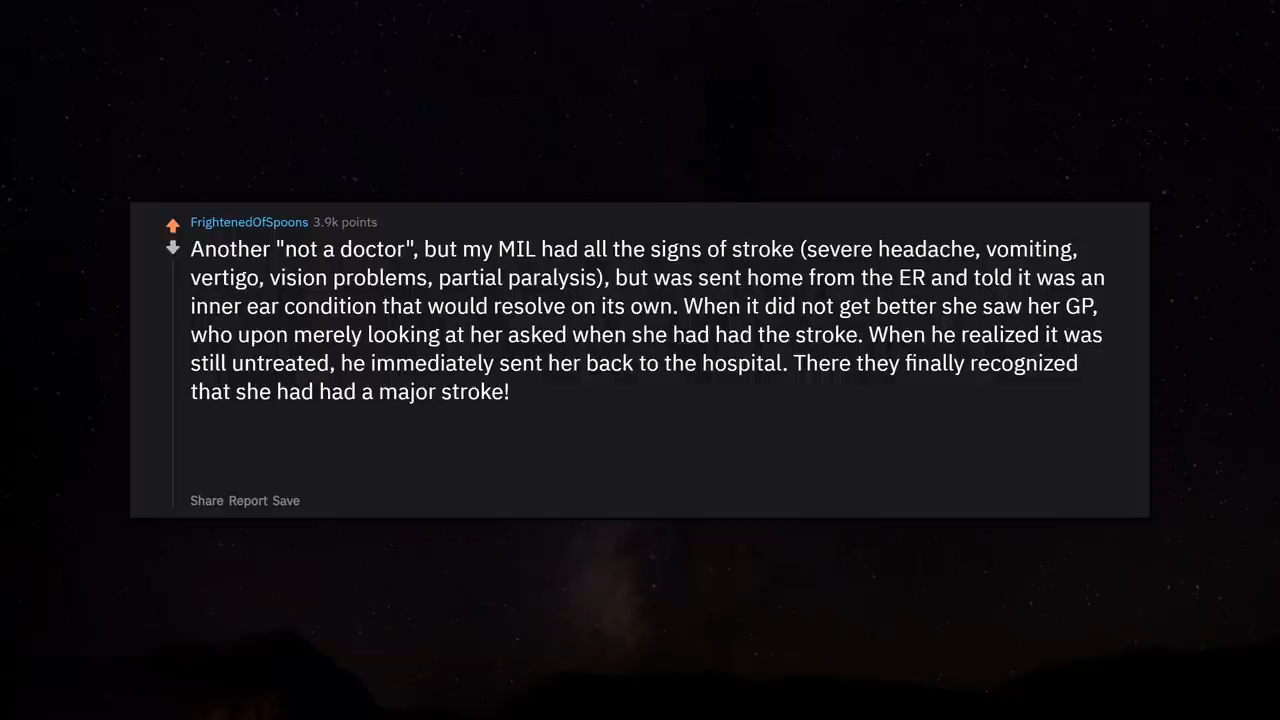 FrightenedOfSpoons 3.9k points
Another "not a doctor", but my MIL had all the signs of stroke (severe headache, vomiting,
vertigo, vision problems, partial paralysis), but was sent home from the ER and told it was an
inner ear condition that would resolve on its own. When it did not get better she saw her GP,
who upon merely looking at her asked when she had had the stroke. When he realized it was
still untreated, he immediately sent her back to the hospital. There they finally recognized
that she had had a major stroke!
Share Report Save